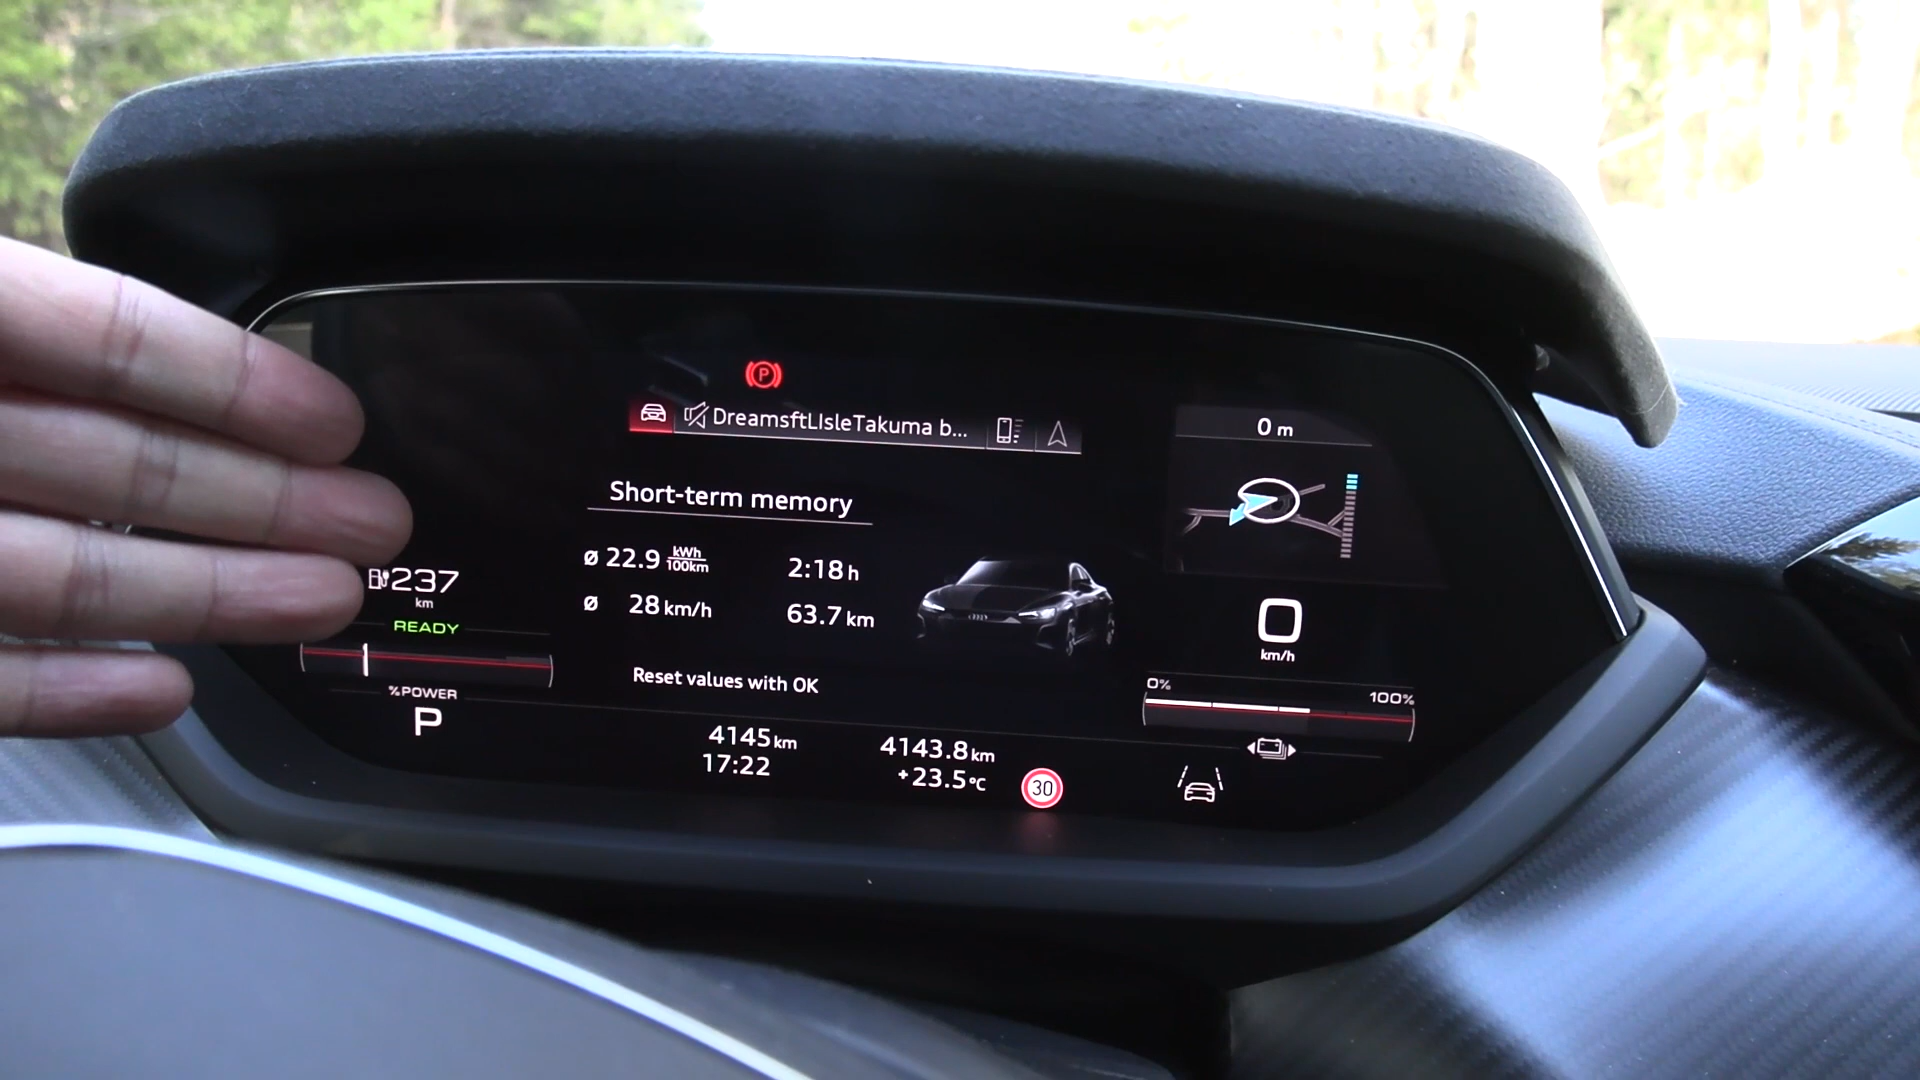 DreamsftLIsleTakuma b...
0 m
Short-term memory
ø 22.9 kWh/100km 2:18 h
ø 28 km/h 63.7 km
237
km
READY
0
km/h
Reset values with OK
0% 100%
%POWER
P
4145 km 4143.8 km
17:22 +23.5 °C
30